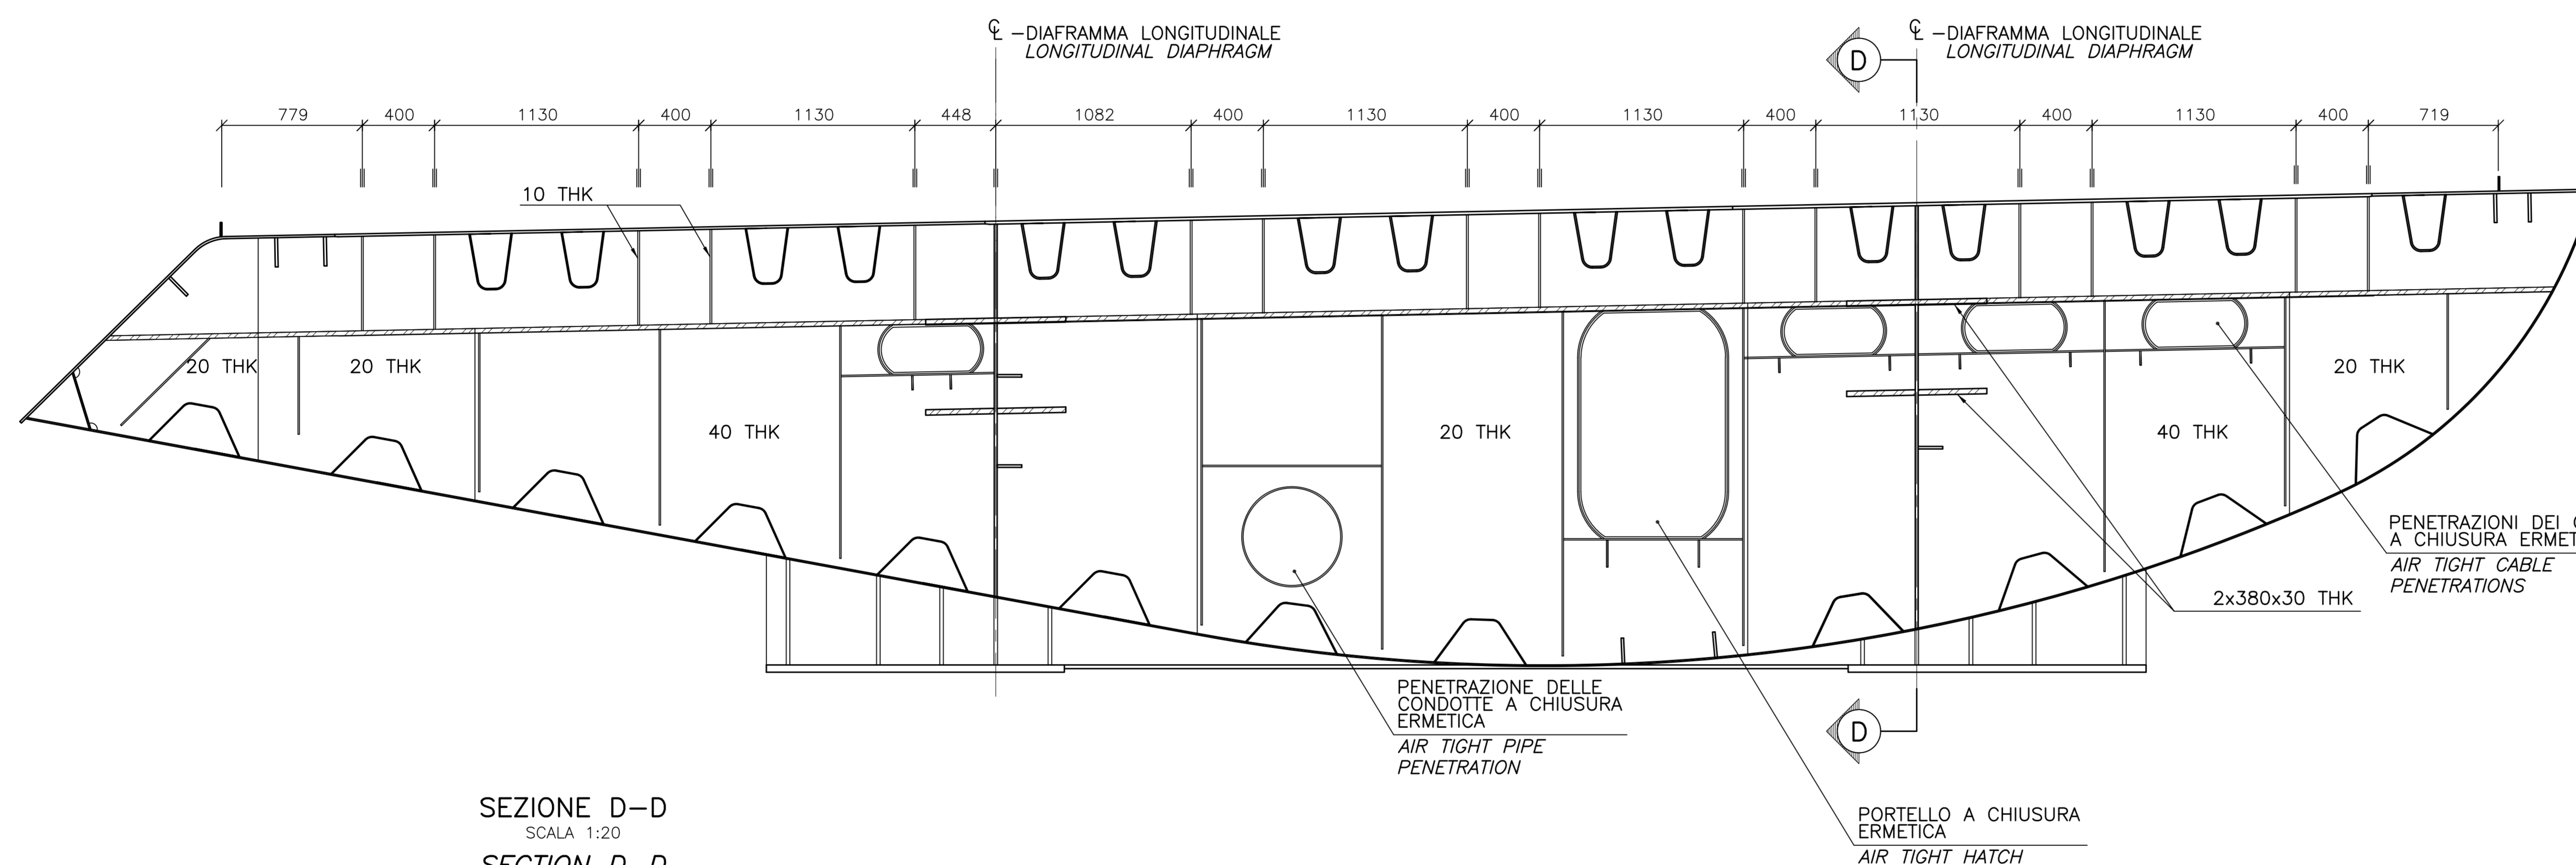 ℄ –DIAFRAMMA LONGITUDINALE
LONGITUDINAL DIAPHRAGM
℄ –DIAFRAMMA LONGITUDINALE
LONGITUDINAL DIAPHRAGM
D
779 400 1130 400 1130 448 1082 400 1130 400 1130 400 1130 400 1130 400 719
10 THK
20 THK 20 THK 20 THK
40 THK 20 THK 40 THK
PENETRAZIONI DEI
A CHIUSURA
AIR TIGHT CABLE
PENETRATIONS
2x380x30 THK
PENETRAZIONE DELLE
CONDOTTE A CHIUSURA
ERMETICA
AIR TIGHT PIPE
PENETRATION
D
PORTELLO A CHIUSURA
ERMETICA
AIR TIGHT HATCH
SEZIONE D–D
SCALA 1:20
SECTION D–D